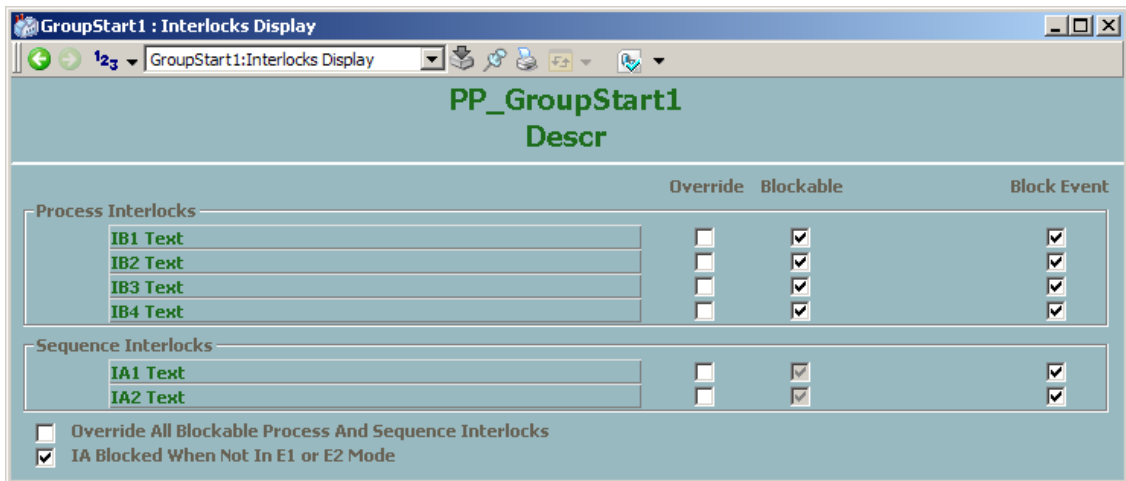 GroupStart1 : Interlocks Display
123 GroupStart1:Interlocks Display
PP_GroupStart1
Descr
Override Blockable Block Event
Process Interlocks
IB1 Text
IB2 Text
IB3 Text
IB4 Text
Sequence Interlocks
IA1 Text
IA2 Text
Override All Blockable Process And Sequence Interlocks
IA Blocked When Not In E1 or E2 Mode